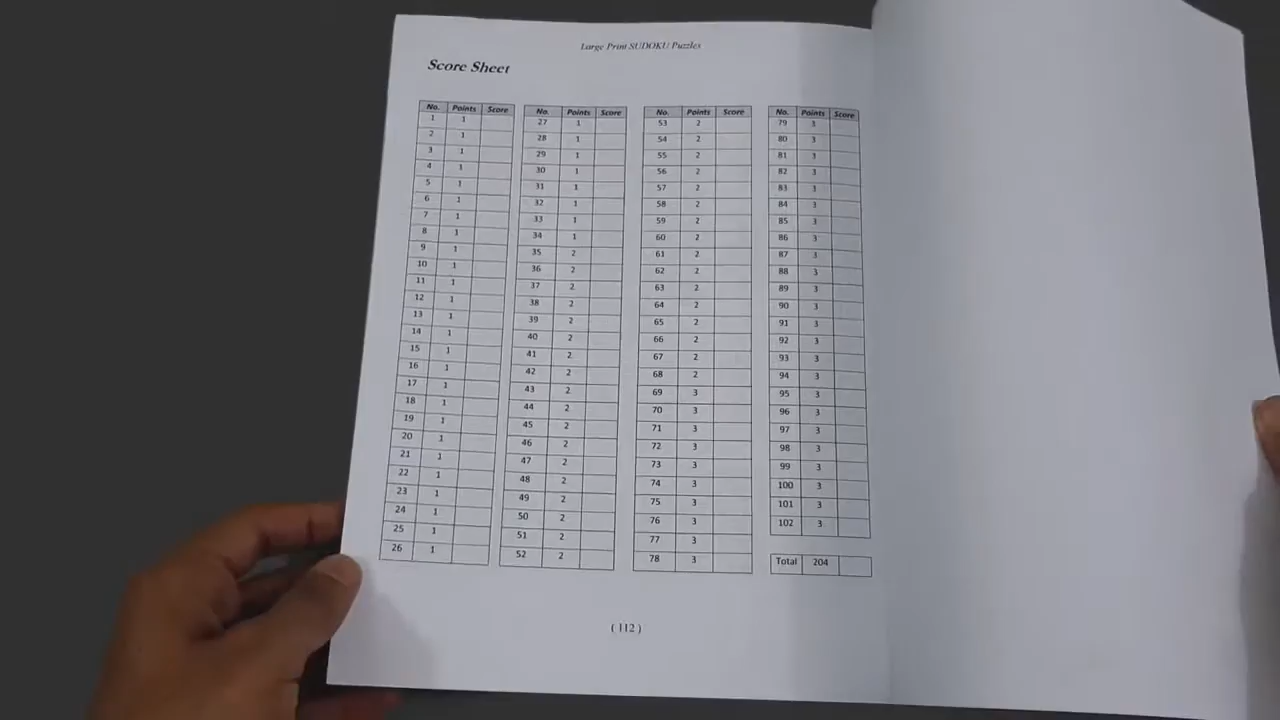 Large Print SUDOKU Puzzles
Score Sheet
No. Points Score No. Points Score No. Points Score No. Points Score
1 1 27 1 53 2 79 3
2 1 28 1 54 2 80 3
3 1 29 1 55 2 81 3
4 1 30 1 56 2 82 3
5 1 31 1 57 2 83 3
6 1 32 1 58 2 84 3
7 1 33 1 59 2 85 3
8 1 34 1 60 2 86 3
9 1 35 2 61 2 87 3
10 1 36 2 62 2 88 3
11 1 37 2 63 2 89 3
12 1 38 2 64 2 90 3
13 1 39 2 65 2 91 3
14 1 40 2 66 2 92 3
15 1 41 2 67 2 93 3
16 1 42 2 68 2 94 3
17 1 43 2 69 3 95 3
18 1 44 2 70 3 96 3
19 1 45 2 71 3 97 3
20 1 46 2 72 3 98 3
21 1 47 2 73 3 99 3
22 1 48 2 74 3 100 3
23 1 49 2 75 3 101 3
24 1 50 2 76 3 102 3
25 1 51 2 77 3
26 1 52 2 78 3 Total 204
( 112 )